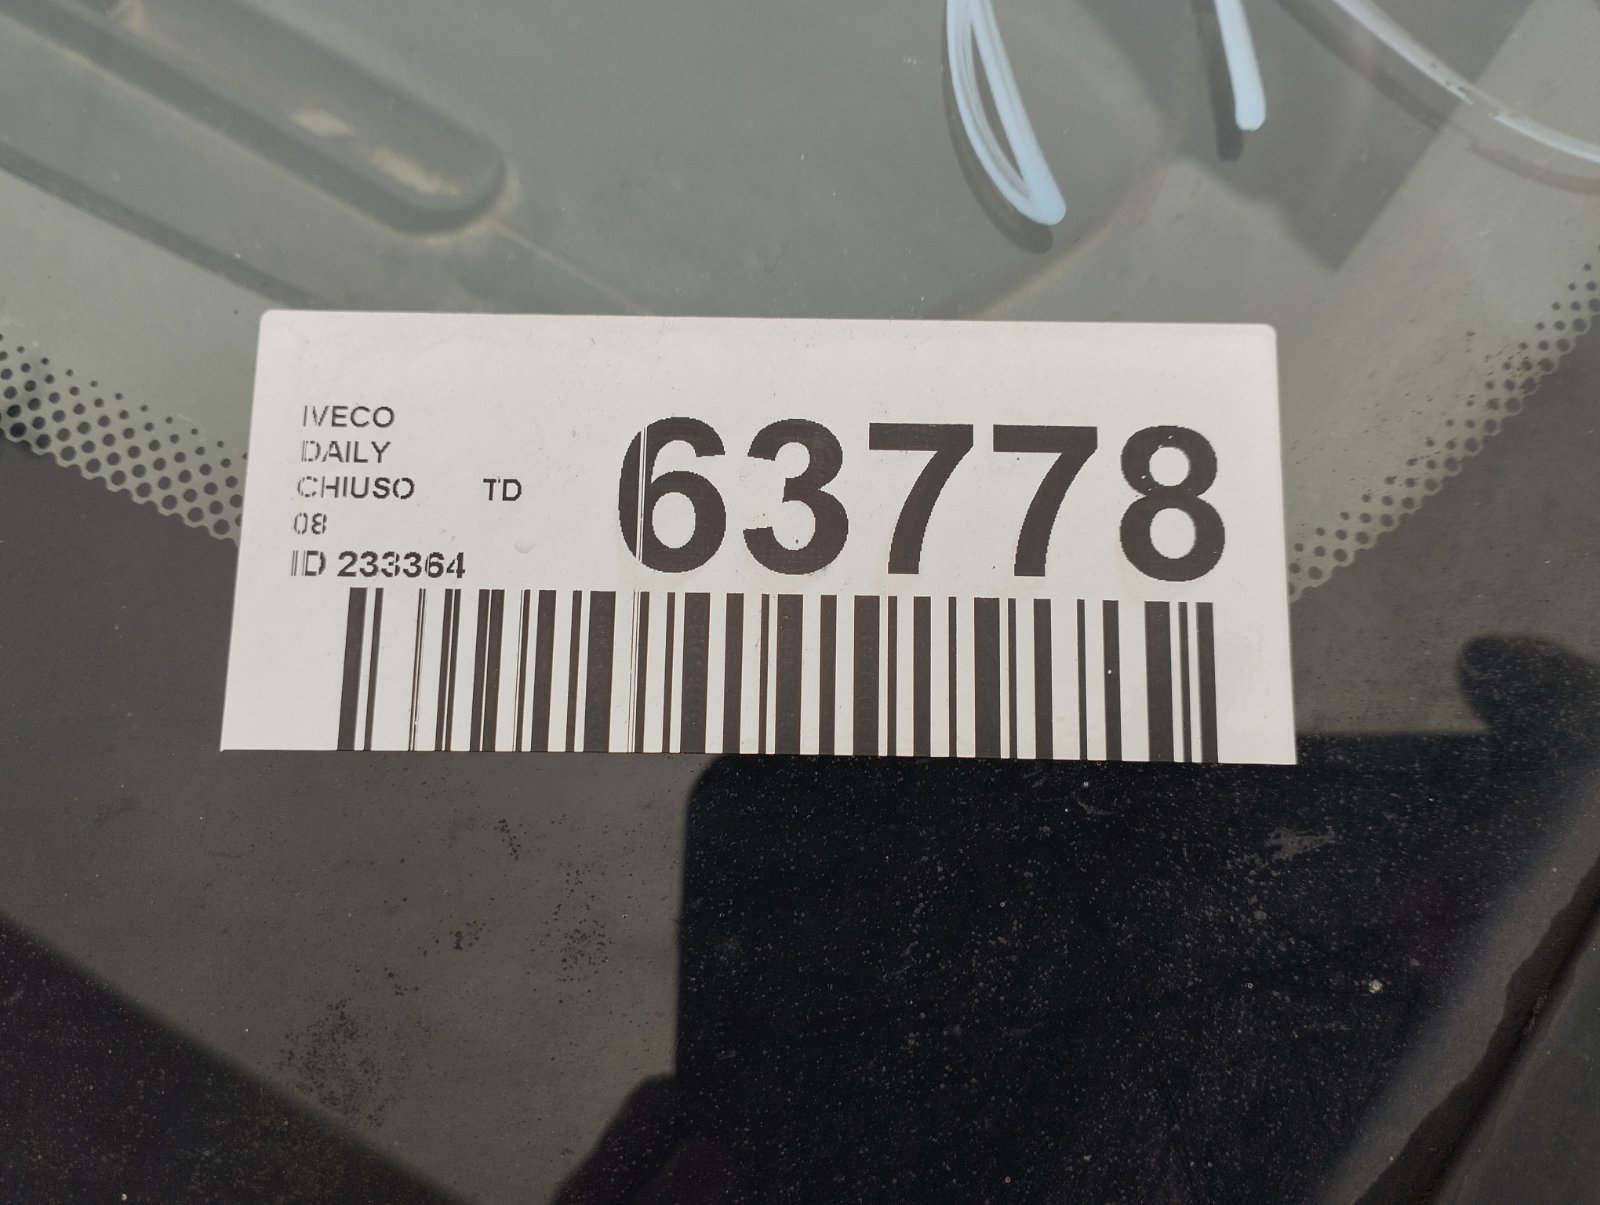 IVECO
DAILY
CHIUSO TD
08
ID 233364
63778